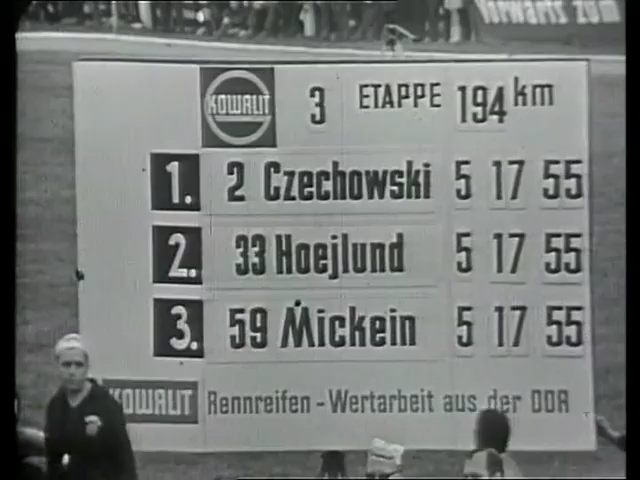 Vorwärts zum
KOWALIT 3 ETAPPE 194 km
1. 2 Czechowski 5 17 55
2. 33 Hoejlund 5 17 55
3. 59 Mickein 5 17 55
KOWALIT Rennreifen - Wertarbeit aus der DDR